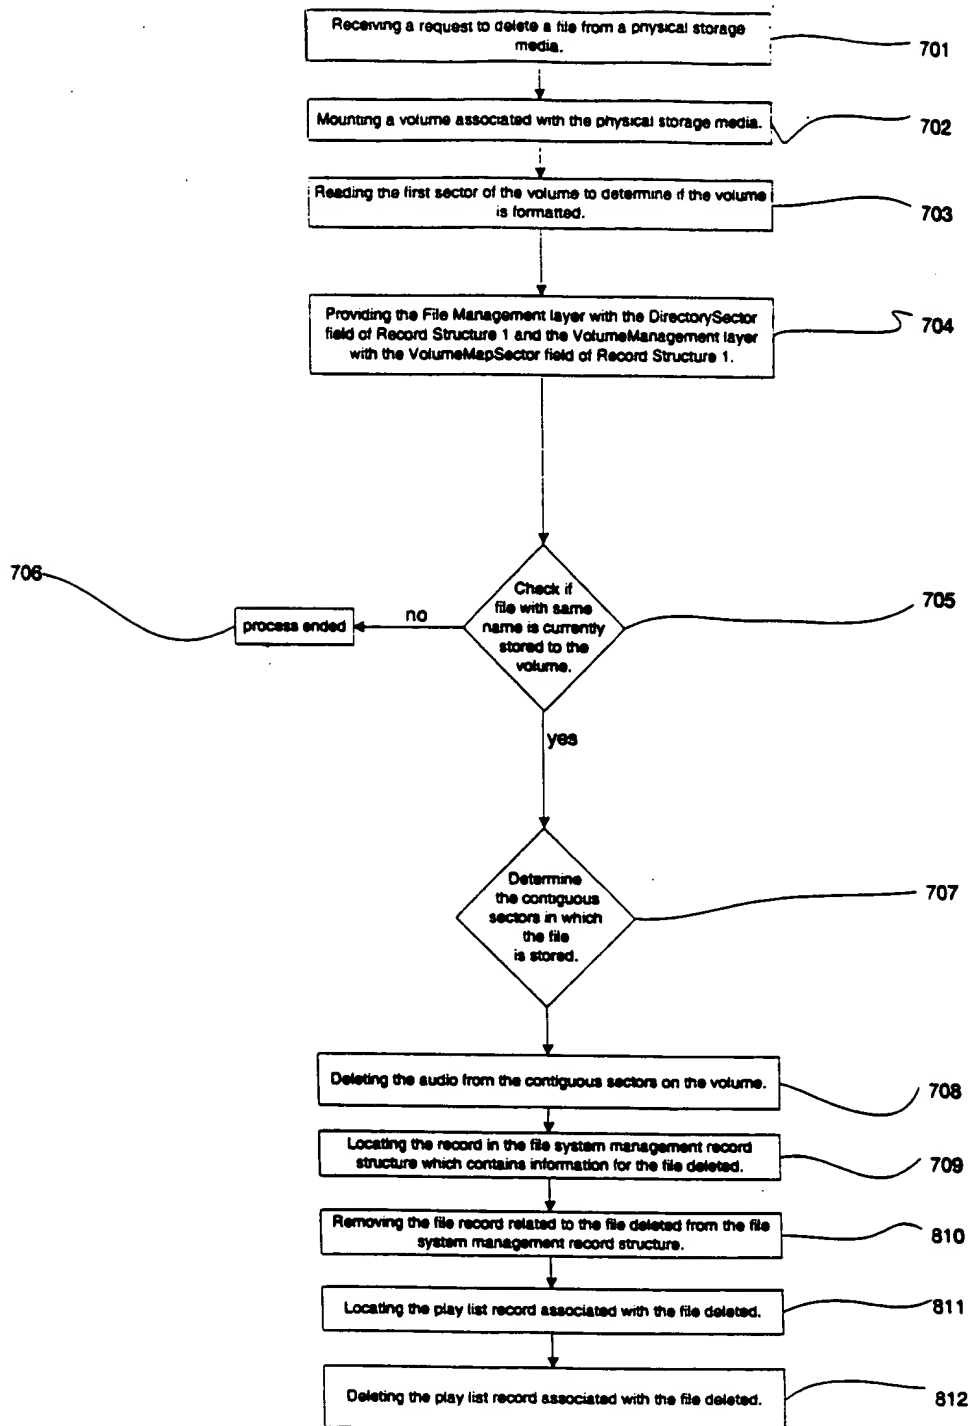 Receiving a request to delete a file from a physical storage
media.
701
Mounting a volume associated with the physical storage media.
702
Reading the first sector of the volume to determine if the volume
is formatted.
703
Providing the File Management layer with the DirectorySector
field of Record Structure 1 and the VolumeManagement layer
with the VolumeMapSector field of Record Structure 1.
704
Check if
file with same
name is currently
stored to the
volume.
705
no
process ended
706
yes
Determine
the contiguous
sectors in which
the file
is stored.
707
Deleting the audio from the contiguous sectors on the volume.
708
Locating the record in the file system management record
structure which contains information for the file deleted.
709
Removing the file record related to the file deleted from the file
system management record structure.
810
Locating the play list record associated with the file deleted.
811
Deleting the play list record associated with the file deleted.
812